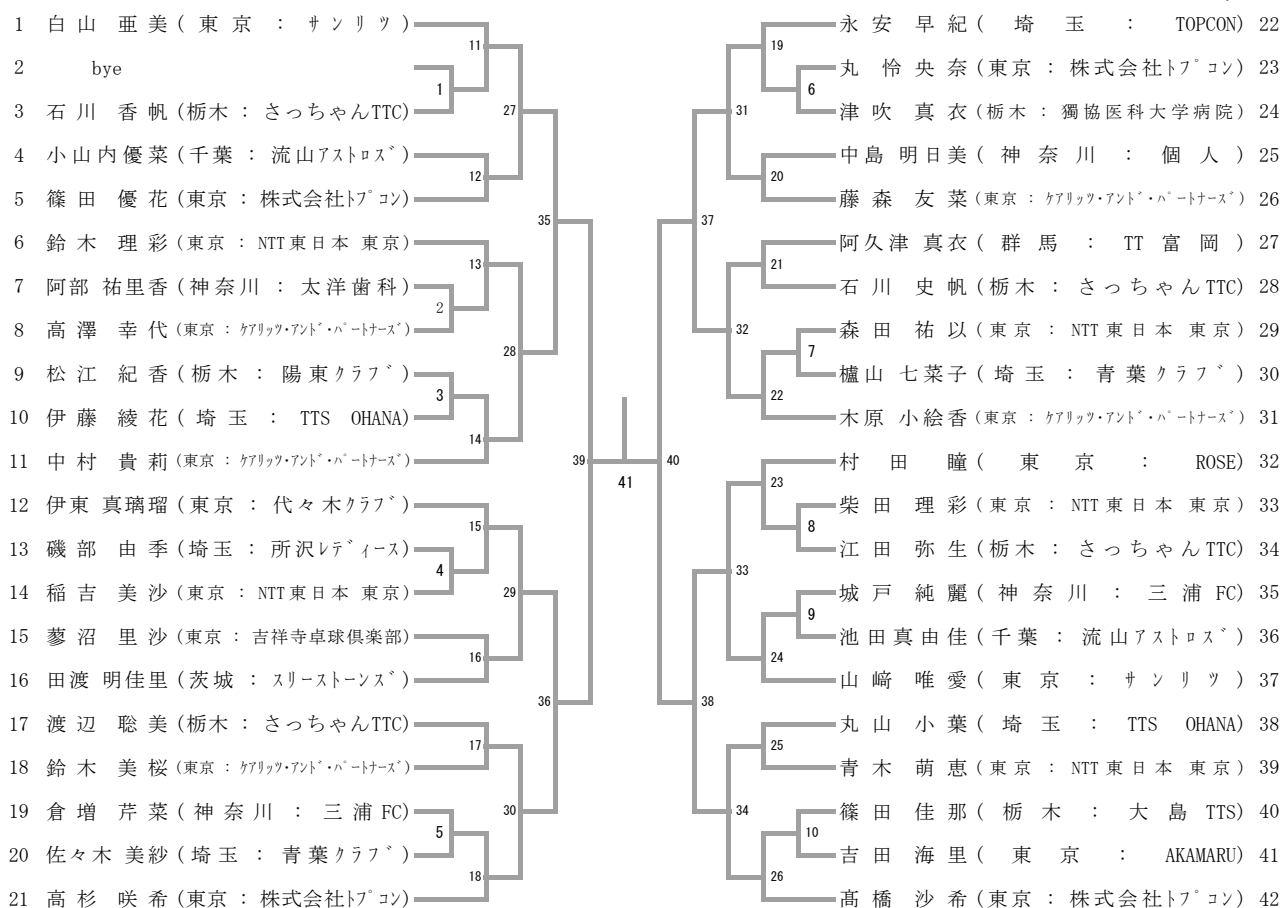 1 白山 亜美 (東京 : サンリツ)
2 bye
3 石川 香帆 (栃木 : さっちゃんTTC)
4 小山内優菜 (千葉 : 流山アストロズ)
5 篠田 優花 (東京 : 株式会社トプコン)
6 鈴木 理彩 (東京 : NTT東日本 東京)
7 阿部 祐里香 (神奈川 : 太洋歯科)
8 高澤 幸代 (東京 : ケアリッツ・アンド・パートナーズ)
9 松江 紀香 (栃木 : 陽東クラブ)
10 伊藤 綾花 (埼玉 : TTS OHANA)
11 中村 貴莉 (東京 : ケアリッツ・アンド・パートナーズ)
12 伊東 真璃瑠 (東京 : 代々木クラブ)
13 磯部 由季 (埼玉 : 所沢レディース)
14 稲吉 美沙 (東京 : NTT東日本 東京)
15 蓼沼 里沙 (東京 : 吉祥寺卓球倶楽部)
16 田渡 明佳里 (茨城 : スリーストーンズ)
17 渡辺 聡美 (栃木 : さっちゃんTTC)
18 鈴木 美桜 (東京 : ケアリッツ・アンド・パートナーズ)
19 倉増 芹菜 (神奈川 : 三浦FC)
20 佐々木 美紗 (埼玉 : 青葉クラブ)
21 高杉 咲希 (東京 : 株式会社トプコン)
1
2
3
4
5
11
12
13
14
15
16
17
18
27
28
29
30
35
36
39
41
40
37
38
31
32
33
34
19
20
21
22
23
24
25
26
6
7
8
9
10
永安 早紀 (埼玉 : TOPCON) 22
丸 怜央奈 (東京 : 株式会社トプコン) 23
津吹 真衣 (栃木 : 獨協医科大学病院) 24
中島 明日美 (神奈川 : 個人) 25
藤森 友菜 (東京 : ケアリッツ・アンド・パートナーズ) 26
阿久津 真衣 (群馬 : TT富岡) 27
石川 史帆 (栃木 : さっちゃんTTC) 28
森田 祐以 (東京 : NTT東日本 東京) 29
櫨山 七菜子 (埼玉 : 青葉クラブ) 30
木原 小絵香 (東京 : ケアリッツ・アンド・パートナーズ) 31
村田 瞳 (東京 : ROSE) 32
柴田 理彩 (東京 : NTT東日本 東京) 33
江田 弥生 (栃木 : さっちゃんTTC) 34
城戸 純麗 (神奈川 : 三浦FC) 35
池田真由佳 (千葉 : 流山アストロズ) 36
山﨑 唯愛 (東京 : サンリツ) 37
丸山 小葉 (埼玉 : TTS OHANA) 38
青木 萌恵 (東京 : NTT東日本 東京) 39
篠田 佳那 (栃木 : 大島TTS) 40
吉田 海里 (東京 : AKAMARU) 41
髙橋 沙希 (東京 : 株式会社トプコン) 42